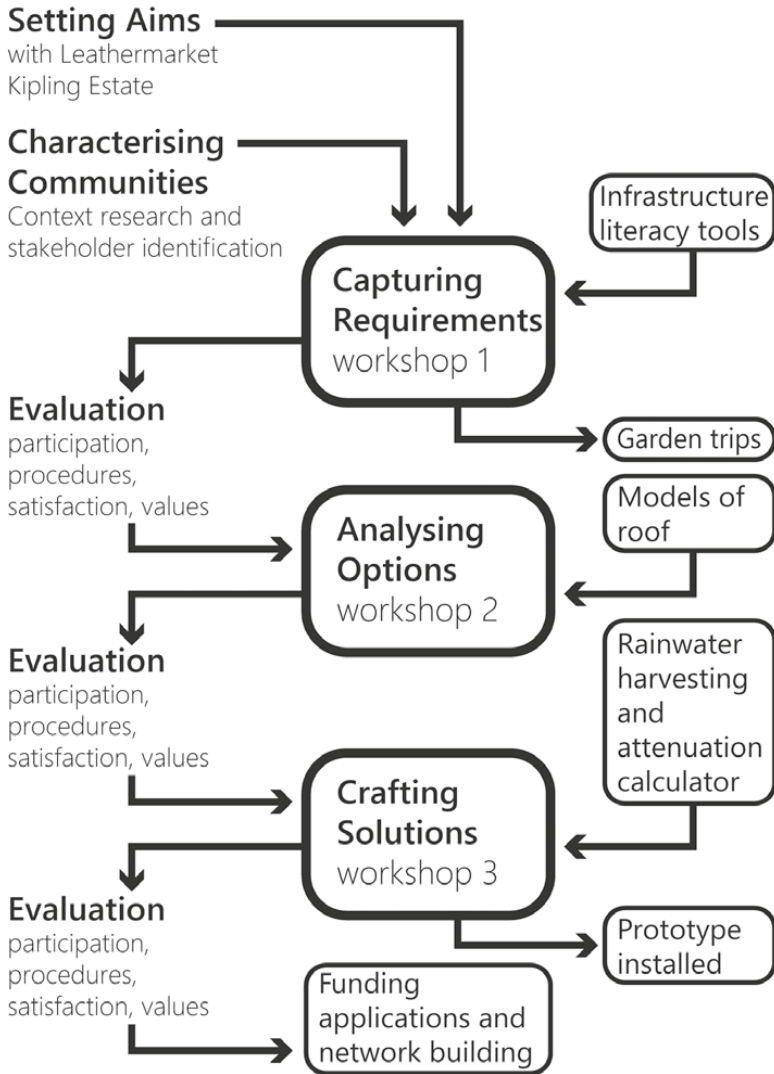 Setting Aims
with Leathermarket
Kipling Estate
Characterising
Communities
Context research and
stakeholder identification
Infrastructure
literacy tools
Capturing
Requirements
workshop 1
Garden trips
Evaluation
participation,
procedures,
satisfaction, values
Models of
roof
Analysing
Options
workshop 2
Evaluation
participation,
procedures,
satisfaction, values
Rainwater
harvesting
and
attenuation
calculator
Crafting
Solutions
workshop 3
Prototype
installed
Evaluation
participation,
procedures,
satisfaction, values
Funding
applications and
network building